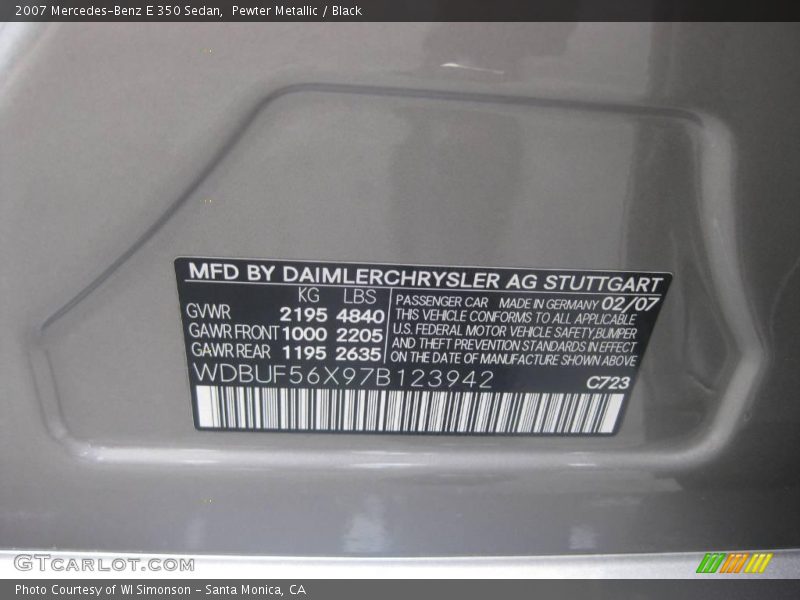 2007 Mercedes-Benz E 350 Sedan,  Pewter Metallic / Black
MFD BY DAIMLERCHRYSLER AG STUTTGART
KG LBS
GVWR 2195 4840
GAWR FRONT 1000 2205
GAWR REAR 1195 2635
PASSENGER CAR MADE IN GERMANY 02/07
THIS VEHICLE CONFORMS TO ALL APPLICABLE
U.S. FEDERAL MOTOR VEHICLE SAFETY,BUMPER
AND THEFT PREVENTION STANDARDS IN EFFECT
ON THE DATE OF MANUFACTURE SHOWN ABOVE
WDBUF56X97B123942
C723
GTCARLOT.COM
Photo Courtesy of WI Simonson - Santa Monica, CA